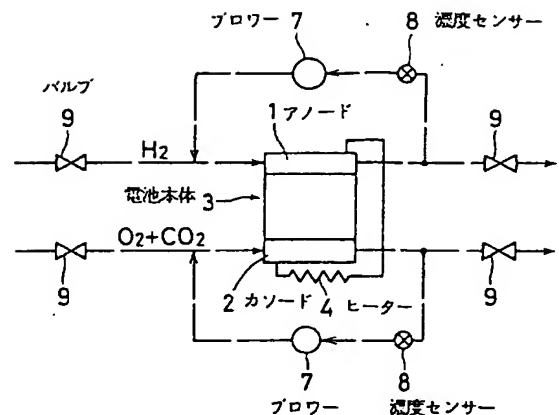 ブロワー 7
8 濃度センサー
バルブ
9
1 アノード
9
H2
電池本体 3
O2+CO2
9
2 カソード
4 ヒーター
9
7
ブロワー
8
濃度センサー